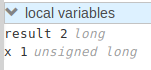 local variables
result 2 long
x 1 unsigned long